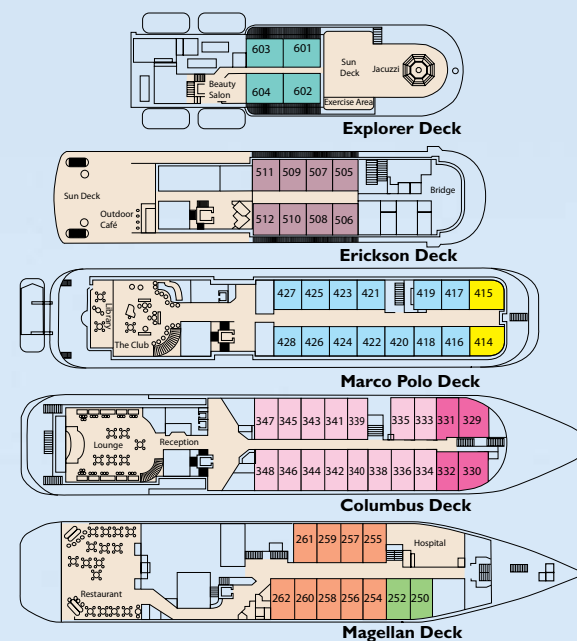 603 601
Sun
Deck
Jacuzzi
Beauty
Salon
604 602
Exercise Area
Explorer Deck
511 509 507 505
Sun Deck
Bridge
Outdoor
Café
512 510 508 506
Erickson Deck
427 425 423 421 419 417 415
Library
The Club
428 426 424 422 420 418 416 414
Marco Polo Deck
347 345 343 341 339 335 333 331 329
Lounge
Reception
348 346 344 342 340 338 336 334 332 330
Columbus Deck
261 259 257 255
Hospital
Restaurant
262 260 258 256 254 252 250
Magellan Deck